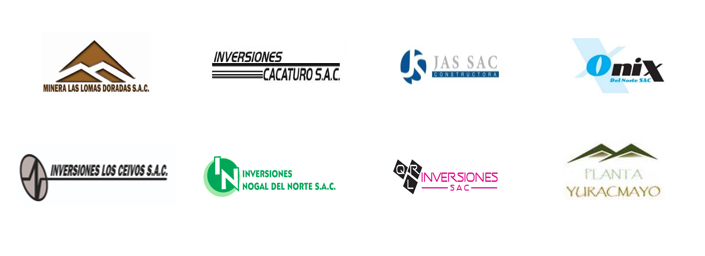 MINERA LAS LOMAS DORADAS S.A.C.
INVERSIONES
CACATURO S.A.C.
JAS SAC
CONSTRUCTORA
Onix
Del Norte SAC
INVERSIONES LOS CEIVOS S.A.C.
IN
INVERSIONES
NOGAL DEL NORTE S.A.C.
QRL
INVERSIONES
SAC
PLANTA
YURACMAYO